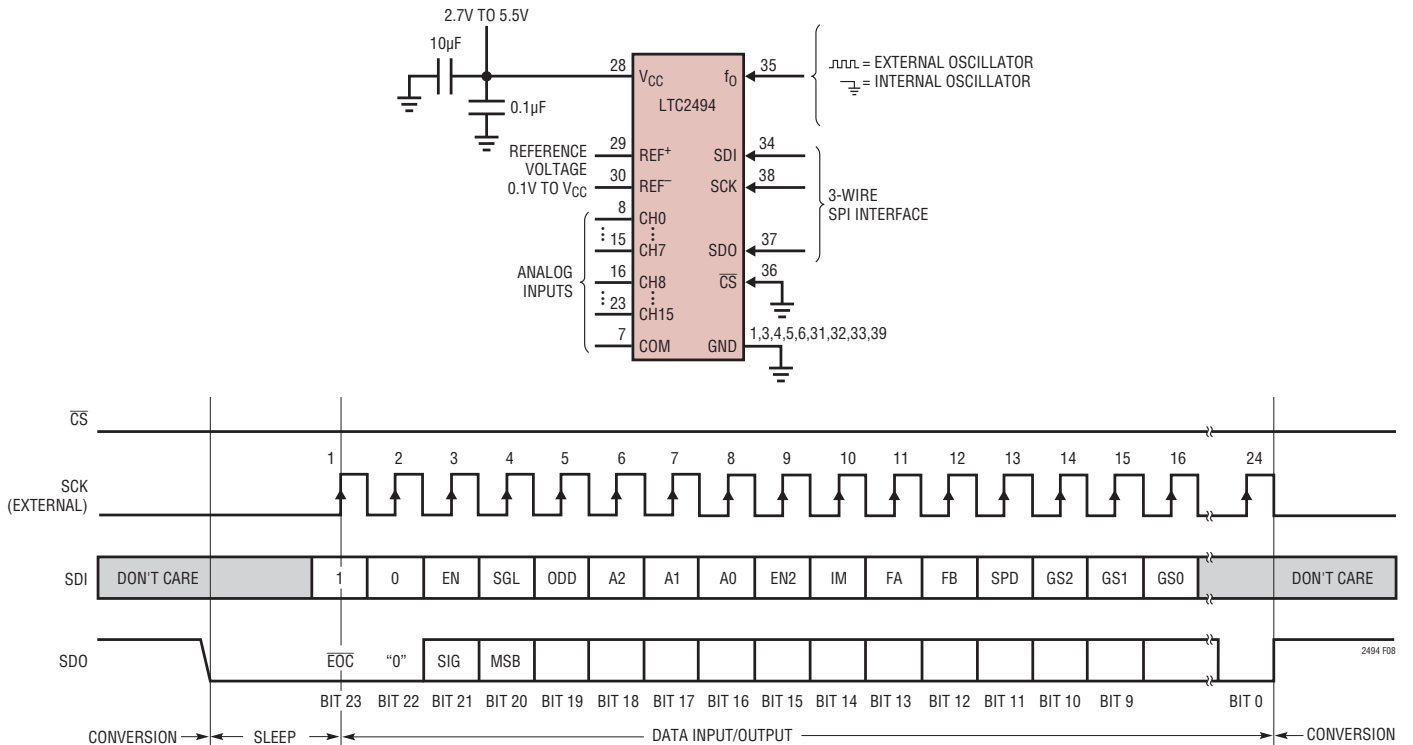 2.7V TO 5.5V
10µF
0.1µF
28
VCC
fO
35
= EXTERNAL OSCILLATOR
= INTERNAL OSCILLATOR
LTC2494
REFERENCE
VOLTAGE
0.1V TO VCC
29
REF+
30
REF–
SDI
34
SCK
38
3-WIRE
SPI INTERFACE
8
CH0
15
CH7
SDO
37
ANALOG
INPUTS
16
CH8
CS
36
23
CH15
7
COM
GND
1,3,4,5,6,31,32,33,39
CS
1 2 3 4 5 6 7 8 9 10 11 12 13 14 15 16 24
SCK
(EXTERNAL)
SDI DON'T CARE 1 0 EN SGL ODD A2 A1 A0 EN2 IM FA FB SPD GS2 GS1 GS0 DON'T CARE
SDO EOC “0” SIG MSB
2494 F08
BIT 23 BIT 22 BIT 21 BIT 20 BIT 19 BIT 18 BIT 17 BIT 16 BIT 15 BIT 14 BIT 13 BIT 12 BIT 11 BIT 10 BIT 9 BIT 0
CONVERSION SLEEP DATA INPUT/OUTPUT CONVERSION